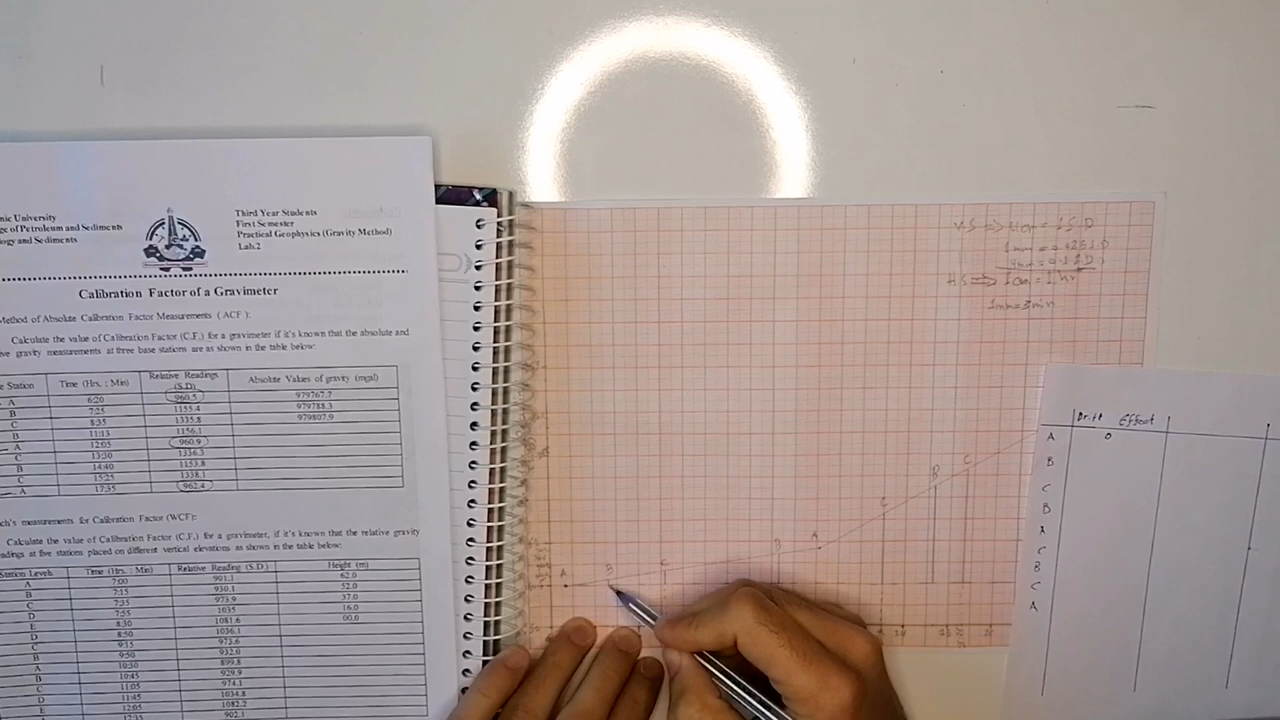 nic University
ge of Petroleum and Sediments
ogy and Sediments
Third Year Students
First Semester
Practical Geophysics (Gravity Method)
Lab.2
Calibration Factor of a Gravimeter
Method of Absolute Calibration Factor Measurements ( ACF ):
Calculate the value of Calibration Factor (C.F.) for a gravimeter if it's known that the absolute and
ive gravity measurements at three base stations are as shown in the table below:
e Station Time (Hrs. : Min) Relative Readings (S.D) Absolute Values of gravity (mgal)
A 6:20 960.5 979767.7
B 7:25 1155.4 979788.3
C 8:35 1335.8 979807.9
B 11:13 1156.1
A 12:05 960.9
C 13:30 1336.3
B 14:40 1153.8
C 15:25 1338.1
A 17:35 962.4
ch's measurements for Calibration Factor (WCF):
Calculate the value of Calibration Factor (C.F.) for a gravimeter, if it's known that the relative gravity
adings at five stations placed on different vertical elevations as shown in the table below:
Station Levels Time (Hrs. : Min) Relative Reading (S.D.) Height (m)
A 7:00 901.1 62.0
B 7:15 930.1 52.0
C 7:35 973.9 37.0
D 7:55 1035 16.0
E 8:30 1081.6 00.0
D 8:50 1036.1
C 9:15 973.6
B 9:50 932.0
A 10:30 899.8
B 10:45 929.9
C 11:05 974.1
D 11:45 1034.8
E 12:05 1082.2
12:35 902.1
1mm = 3min
A B C B A C B C
Drift Effect
A 0
B
C
B
A
C
B
C
A